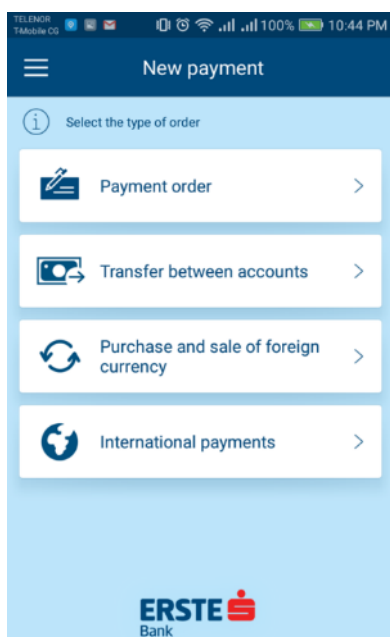 TELENOR
T-Mobile CG 100% 10:44 PM
New payment
i Select the type of order
Payment order
Transfer between accounts
Purchase and sale of foreign
currency
International payments
ERSTE
Bank